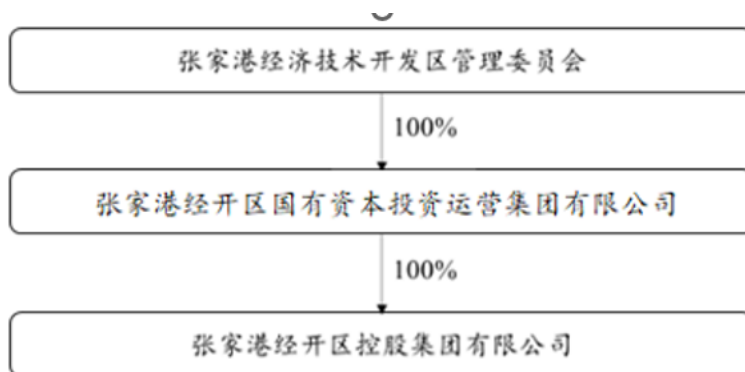 张家港经济技术开发区管理委员会
100%
张家港经开区国有资本投资运营集团有限公司
100%
张家港经开区控股集团有限公司